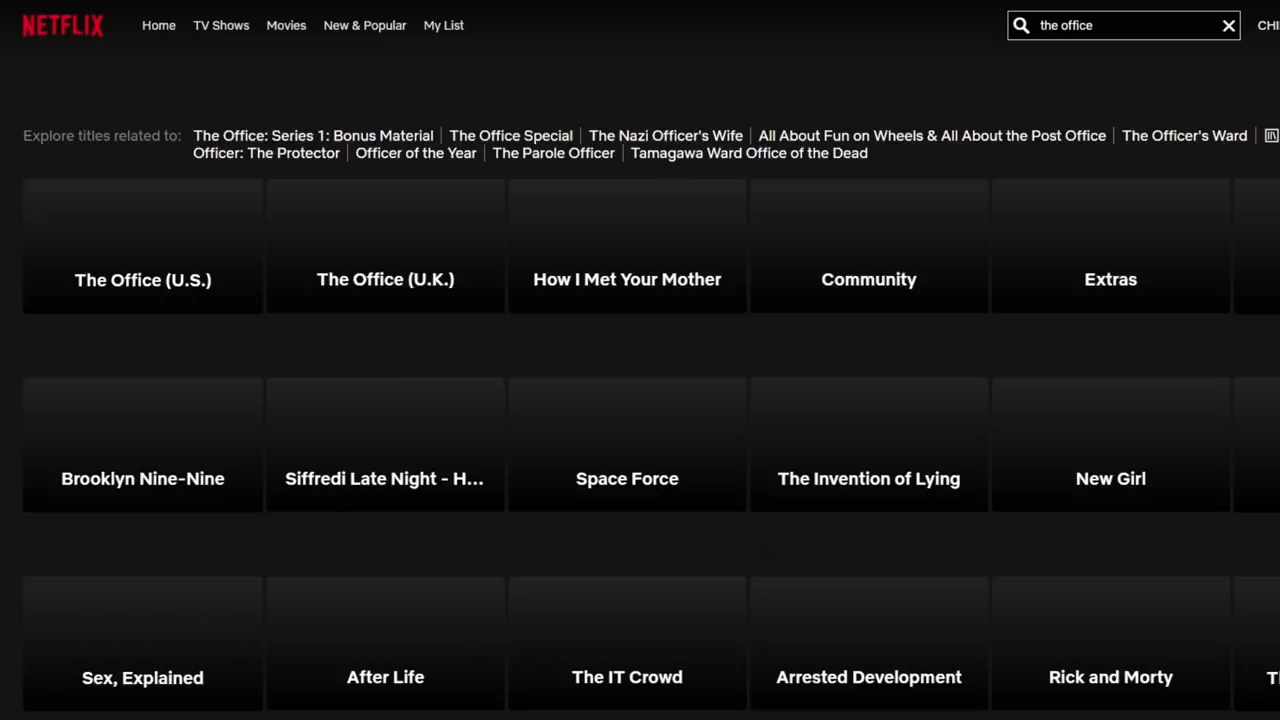 NETFLIX Home TV Shows Movies New & Popular My List the office CHI
Explore titles related to: The Office: Series 1: Bonus Material | The Office Special | The Nazi Officer's Wife | All About Fun on Wheels & All About the Post Office | The Officer's Ward |
Officer: The Protector | Officer of the Year | The Parole Officer | Tamagawa Ward Office of the Dead
The Office (U.S.) The Office (U.K.) How I Met Your Mother Community Extras
Brooklyn Nine-Nine Siffredi Late Night - H... Space Force The Invention of Lying New Girl
Sex, Explained After Life The IT Crowd Arrested Development Rick and Morty